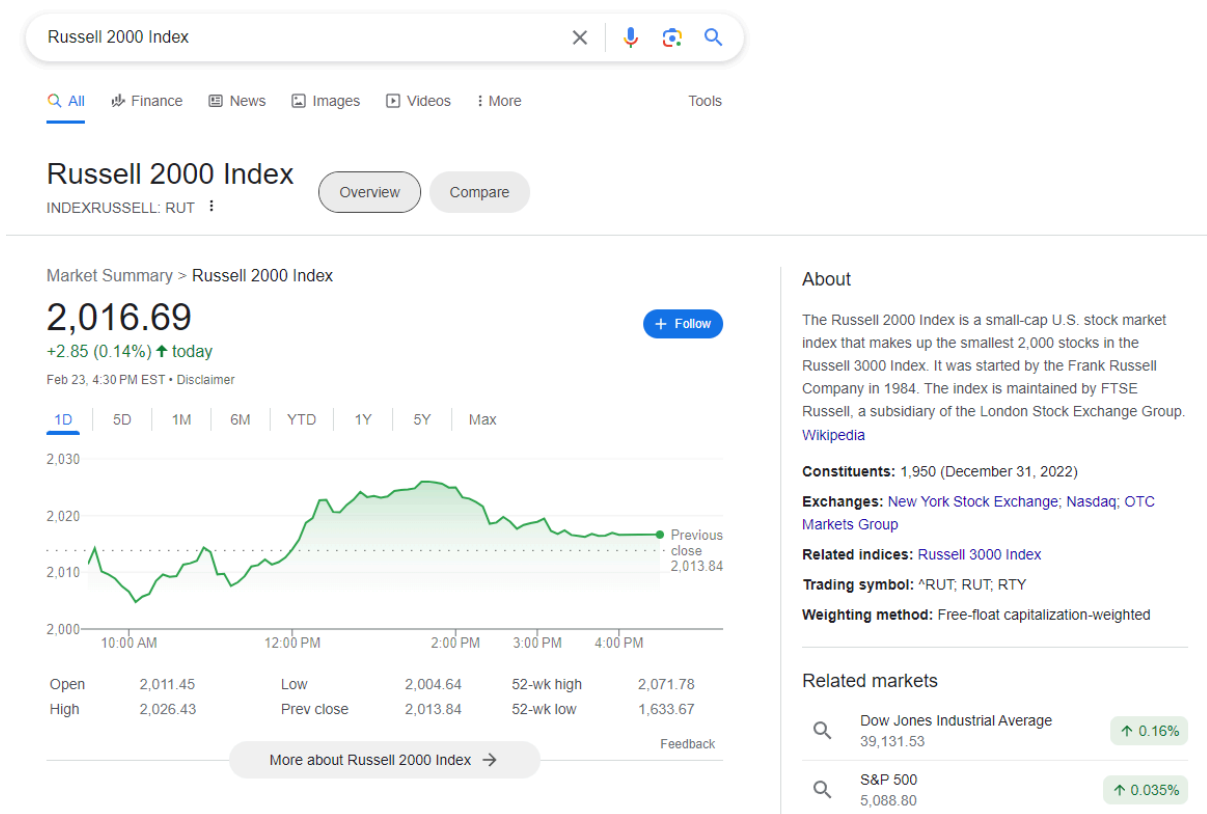 Russell 2000 Index
All Finance News Images Videos More Tools
Russell 2000 Index
Overview Compare
INDEXRUSSELL: RUT
Market Summary > Russell 2000 Index
2,016.69
+ Follow
+2.85 (0.14%) ↑ today
Feb 23, 4:30 PM EST • Disclaimer
1D 5D 1M 6M YTD 1Y 5Y Max
2,030
2,020
2,010
2,000
Previous
close
2,013.84
10:00 AM 12:00 PM 2:00 PM 3:00 PM 4:00 PM
Open 2,011.45 Low 2,004.64 52-wk high 2,071.78
High 2,026.43 Prev close 2,013.84 52-wk low 1,633.67
Feedback
More about Russell 2000 Index →
About
The Russell 2000 Index is a small-cap U.S. stock market
index that makes up the smallest 2,000 stocks in the
Russell 3000 Index. It was started by the Frank Russell
Company in 1984. The index is maintained by FTSE
Russell, a subsidiary of the London Stock Exchange Group.
Wikipedia
Constituents: 1,950 (December 31, 2022)
Exchanges: New York Stock Exchange; Nasdaq; OTC
Markets Group
Related indices: Russell 3000 Index
Trading symbol: ^RUT; RUT; RTY
Weighting method: Free-float capitalization-weighted
Related markets
Dow Jones Industrial Average
39,131.53
↑ 0.16%
S&P 500
5,088.80
↑ 0.035%